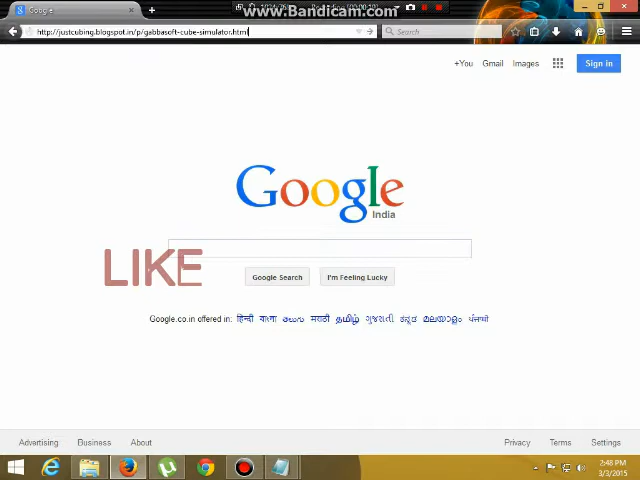 www.Bandicam.com
Google
http://justcubing.blogspot.in/p/gabbasoft-cube-simulator.html
Search
+You Gmail Images Sign in
Google
India
LIKE
Google Search I'm Feeling Lucky
Google.co.in offered in: हिन्दी বাংলা తెలుగు मराठी தமிழ் ગુજરાતી ಕನ್ನಡ മലയാളം ਪੰਜਾਬੀ
Advertising Business About Privacy Terms Settings
2:48 PM
3/3/2015